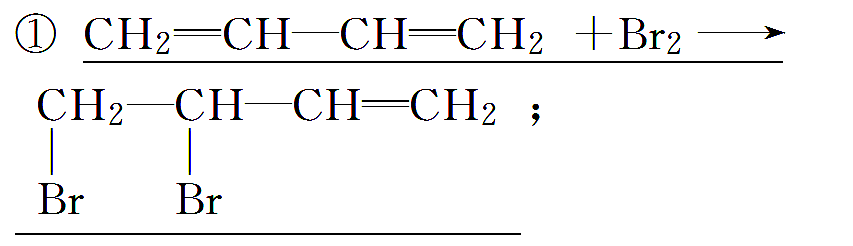 ① CH₂═CH—CH═CH₂ +Br₂ ⟶
CH₂—CH—CH═CH₂ ；
| |
Br Br